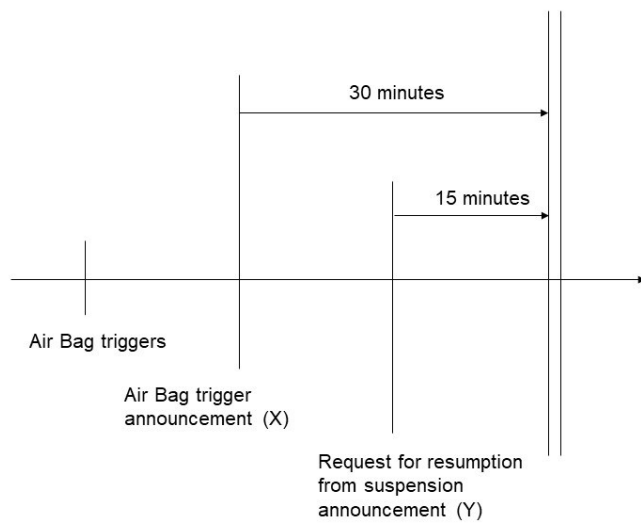 30 minutes
15 minutes
Air Bag triggers
Air Bag trigger
announcement (X)
Request for resumption
from suspension
announcement (Y)